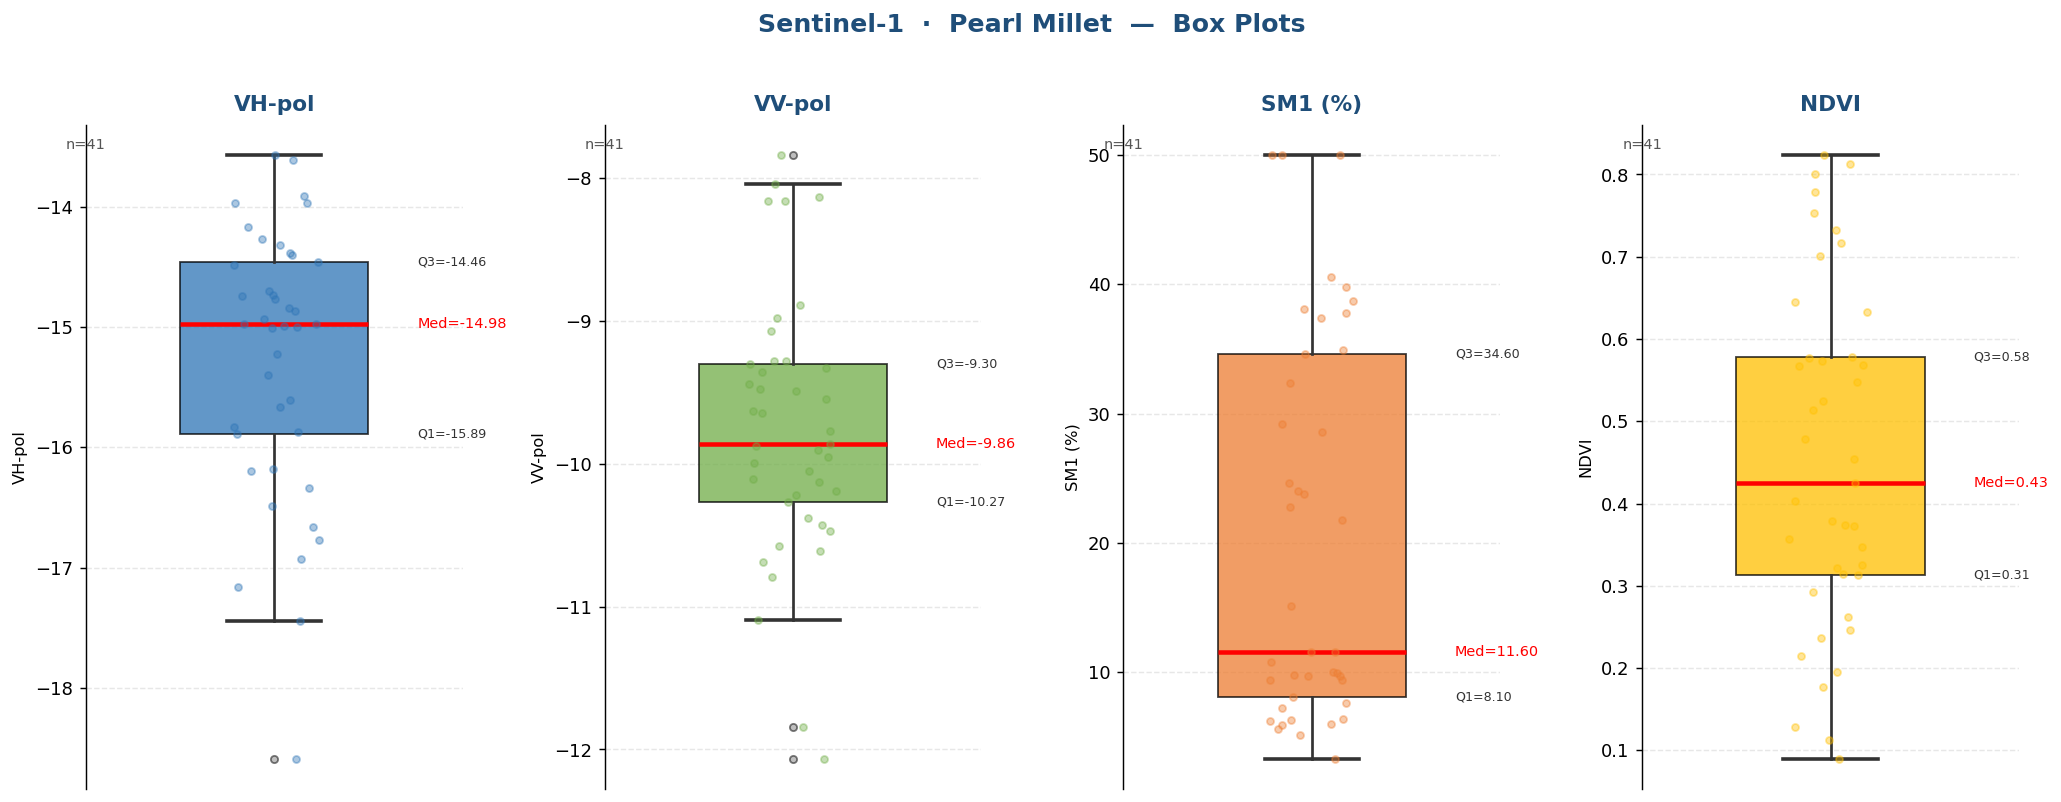 Sentinel-1 · Pearl Millet — Box Plots
VH-pol
n=41
−14
−15
−16
−17
−18
VH-pol
Q3=-14.46
Med=-14.98
Q1=-15.89
VV-pol
n=41
−8
−9
−10
−11
−12
VV-pol
Q3=-9.30
Med=-9.86
Q1=-10.27
SM1 (%)
n=41
50
40
30
20
10
SM1 (%)
Q3=34.60
Med=11.60
Q1=8.10
NDVI
n=41
0.8
0.7
0.6
0.5
0.4
0.3
0.2
0.1
NDVI
Q3=0.58
Med=0.43
Q1=0.31